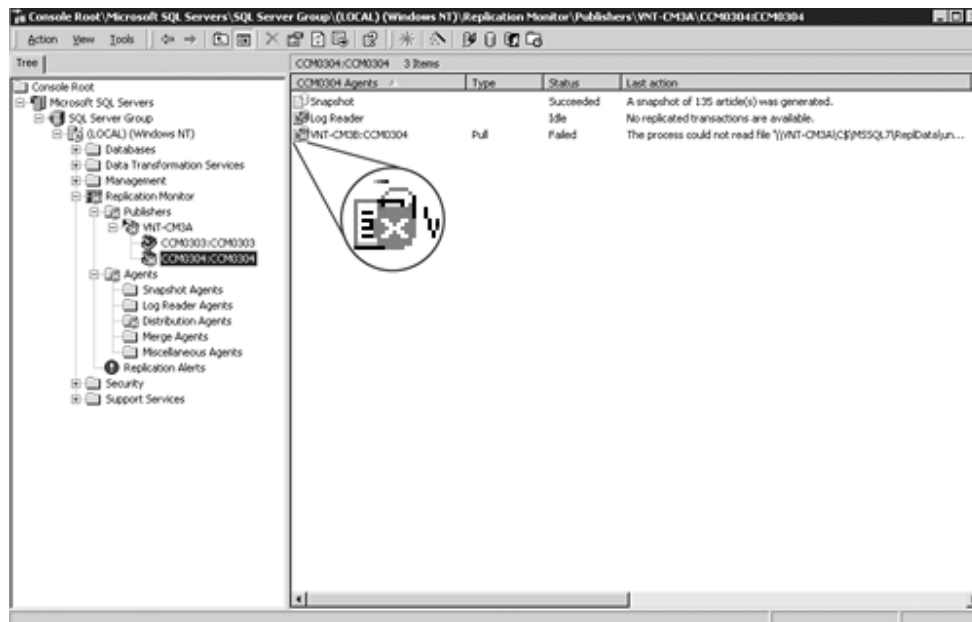 Console Root\Microsoft SQL Servers\SQL Server Group\(LOCAL) (Windows NT)\Replication Monitor\Publishers\VNT-CM3A\CCM0304:CCM0304
Action View Tools
Tree
CCM0304:CCM0304 3 Items
Console Root
Microsoft SQL Servers
SQL Server Group
(LOCAL) (Windows NT)
Databases
Data Transformation Services
Management
Replication Monitor
Publishers
VNT-CM3A
CCM0303:CCM0303
CCM0304:CCM0304
Agents
Snapshot Agents
Log Reader Agents
Distribution Agents
Merge Agents
Miscellaneous Agents
Replication Alerts
Security
Support Services
CCM0304 Agents Type Status Last action
Snapshot Succeeded A snapshot of 135 article(s) was generated.
Log Reader Idle No replicated transactions are available.
VNT-CM3B:CCM0304 Pull Failed The process could not read file '\\VNT-CM3A\C$\MSSQL7\ReplData\un...